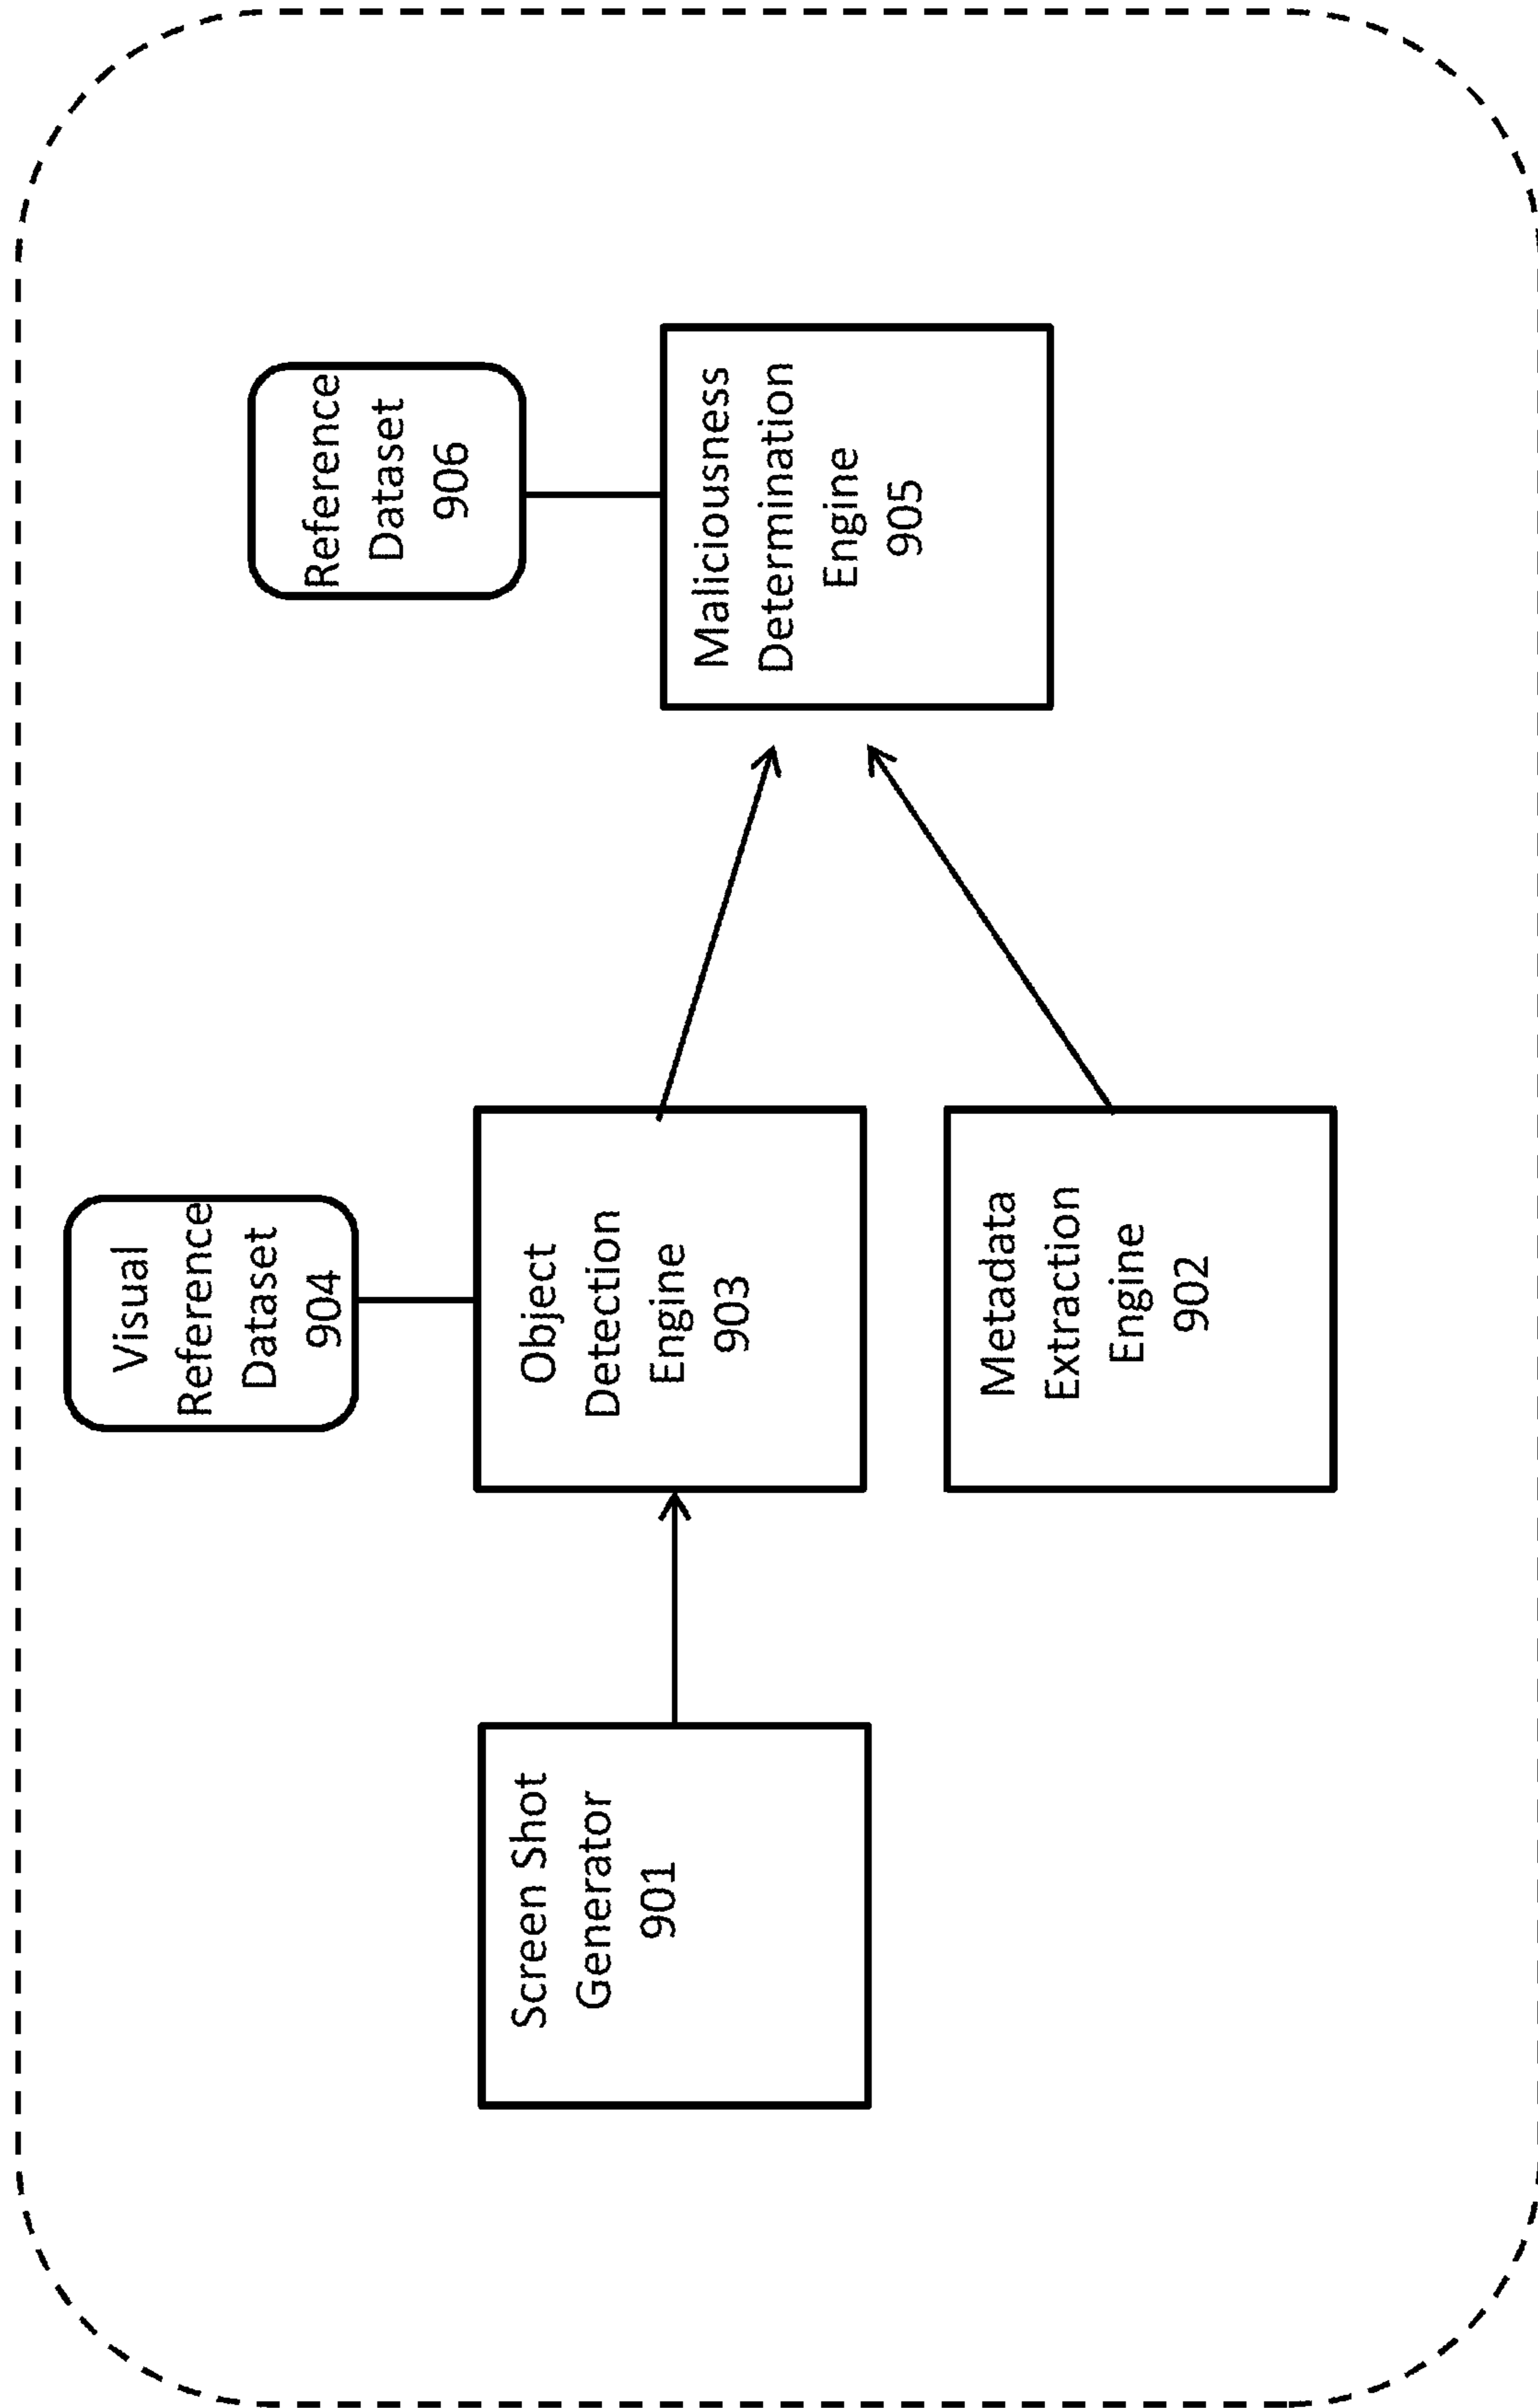 Screen Shot
Generator
901
Visual
Reference
Dataset
904
Object
Detection
Engine
903
Metadata
Extraction
Engine
902
Reference
Dataset
906
Maliciousness
Determination
Engine
905